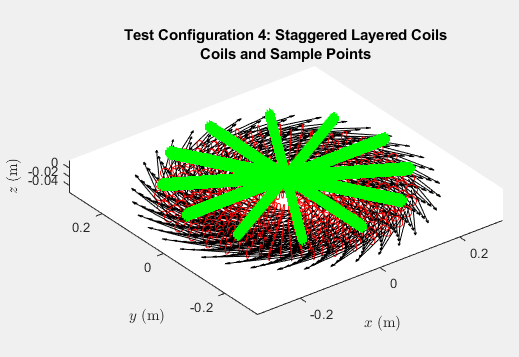 Test Configuration 4: Staggered Layered Coils
Coils and Sample Points
z (m)
0
-0.02
-0.04
0.2
0
-0.2
y (m)
-0.2
0
0.2
x (m)